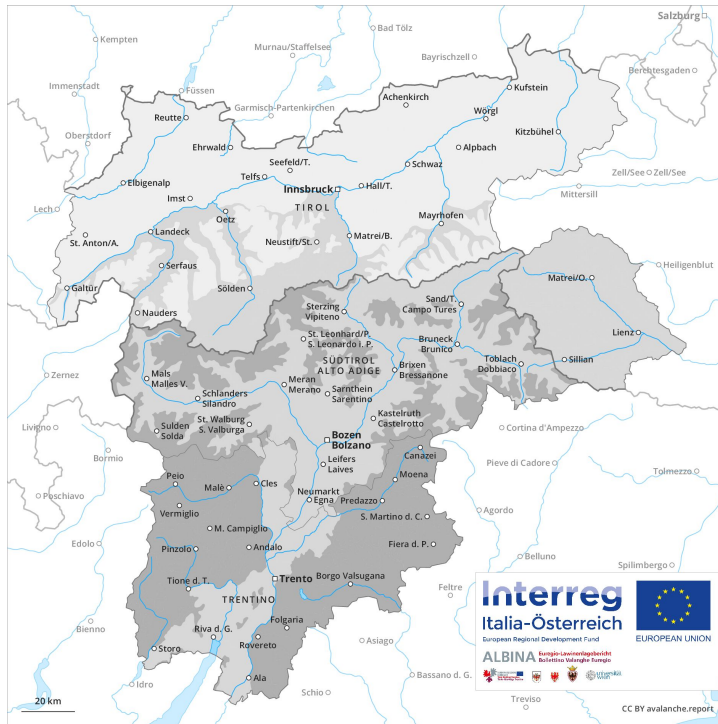 Salzburg
Kempten
Bad Tölz
Murnau/Staffelsee
Bayrischzell
Berchtesgaden
Immenstadt
Füssen
Achenkirch
Kufstein
Garmisch-Partenkirchen
Reutte
Wörgl
Oberstdorf
Kitzbühel
Ehrwald
Alpbach
Seefeld/T.
Schwaz
Telfs
Zell/See
Zell/See
Elbigenalp
Innsbruck
Hall/T.
Mittersill
Imst
TIROL
Lech
Oetz
Mayrhofen
Landeck
St. Anton/A.
Neustift/St.
Matrei/B.
Serfaus
Heiligenblut
Matrei/O.
Galtür
Sölden
Nauders
Sterzing
Vipiteno
Sand/T.
Campo Tures
Lienz
St. Leonhard/P.
S. Leonardo i. P.
Bruneck
Brunico
Sillian
SÜDTIROL
ALTO ADIGE
Toblach
Dobbiaco
Zernez
Mals
Malles V.
Meran
Merano
Brixen
Bressanone
Schlanders
Silandro
Sarnthein
Sarentino
St. Walburg
S. Valburga
Kastelruth
Castelrotto
Livigno
Sulden
Solda
Cortina d'Ampezzo
Bozen
Bolzano
Bormio
Canazei
Leifers
Laives
Pieve di Cadore
Tolmezzo
Peio
Malè
Cles
Moena
Poschiavo
Neumarkt
Egna
Predazzo
Vermiglio
Agordo
S. Martino d. C.
M. Campiglio
Edolo
Pinzolo
Andalo
Fiera d. P.
Belluno
Spilimbergo
Trento
Tione d. T.
Borgo Valsugana
Feltre
TRENTINO
Folgaria
Bienno
Riva d. G.
Rovereto
Asiago
Storo
Ala
Idro
Schio
Bassano d. G.
Treviso
Interreg
Italia-Österreich
European Regional Development Fund
EUROPEAN UNION
ALBINA
Euregio-Lawinenlagebericht
Bollettino Valanghe Euregio
20 km
CC BY avalanche.report